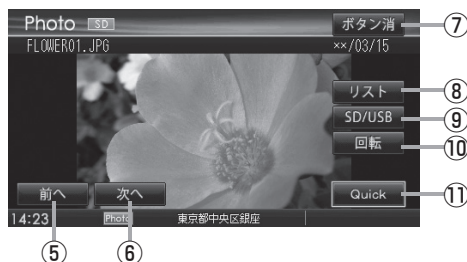 Photo SD ボタン消 ⑦
FLOWER01.JPG ××/03/15
リスト ⑧
SD/USB ⑨
回転 ⑩
前へ 次へ Quick ⑪
14:23 Photo 東京都中央区銀座
⑤ ⑥